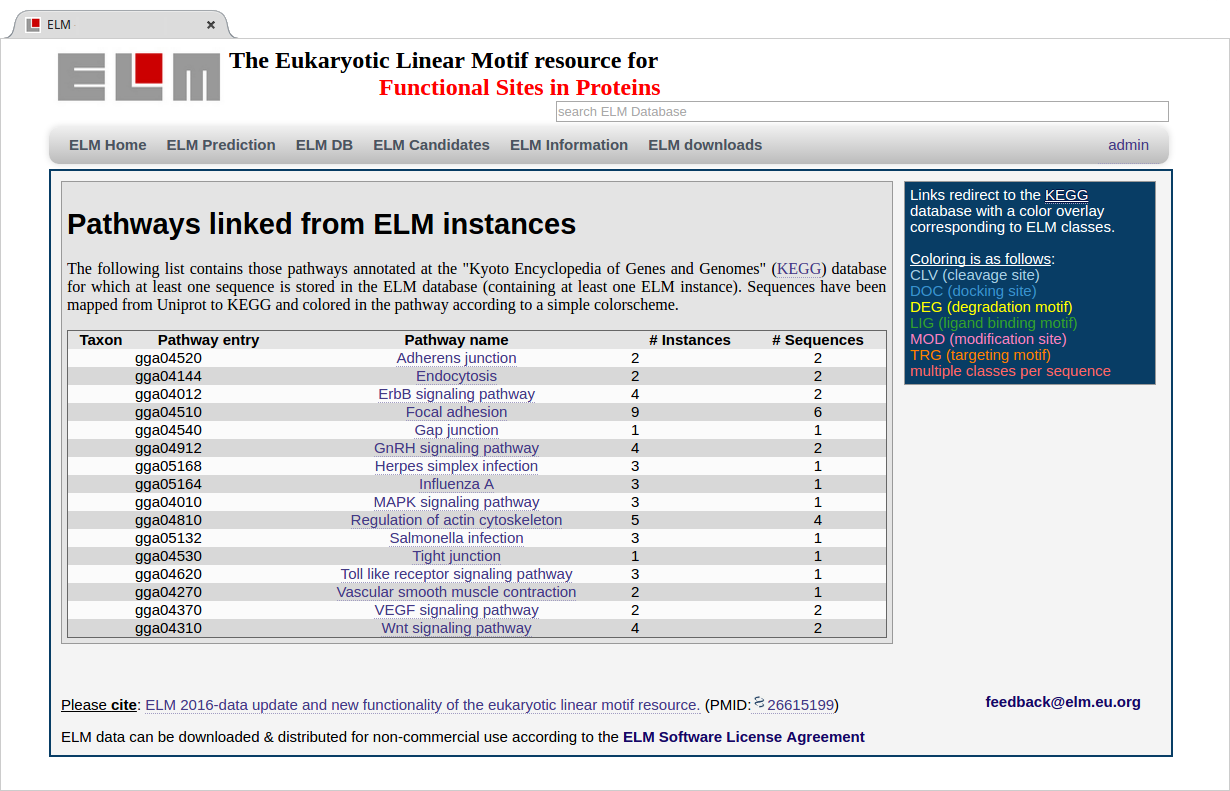 ELM
ELM
The Eukaryotic Linear Motif resource for
Functional Sites in Proteins
search ELM Database
ELM Home ELM Prediction ELM DB ELM Candidates ELM Information ELM downloads admin
Pathways linked from ELM instances
The following list contains those pathways annotated at the "Kyoto Encyclopedia of Genes and Genomes" (KEGG) database
for which at least one sequence is stored in the ELM database (containing at least one ELM instance). Sequences have been
mapped from Uniprot to KEGG and colored in the pathway according to a simple colorscheme.
Taxon Pathway entry Pathway name # Instances # Sequences
gga04520 Adherens junction 2 2
gga04144 Endocytosis 2 2
gga04012 ErbB signaling pathway 4 2
gga04510 Focal adhesion 9 6
gga04540 Gap junction 1 1
gga04912 GnRH signaling pathway 4 2
gga05168 Herpes simplex infection 3 1
gga05164 Influenza A 3 1
gga04010 MAPK signaling pathway 3 1
gga04810 Regulation of actin cytoskeleton 5 4
gga05132 Salmonella infection 3 1
gga04530 Tight junction 1 1
gga04620 Toll like receptor signaling pathway 3 1
gga04270 Vascular smooth muscle contraction 2 1
gga04370 VEGF signaling pathway 2 2
gga04310 Wnt signaling pathway 4 2
Links redirect to the KEGG
database with a color overlay
corresponding to ELM classes.
Coloring is as follows:
CLV (cleavage site)
DOC (docking site)
DEG (degradation motif)
LIG (ligand binding motif)
MOD (modification site)
TRG (targeting motif)
multiple classes per sequence
Please cite: ELM 2016-data update and new functionality of the eukaryotic linear motif resource. (PMID: 26615199)
feedback@elm.eu.org
ELM data can be downloaded & distributed for non-commercial use according to the ELM Software License Agreement